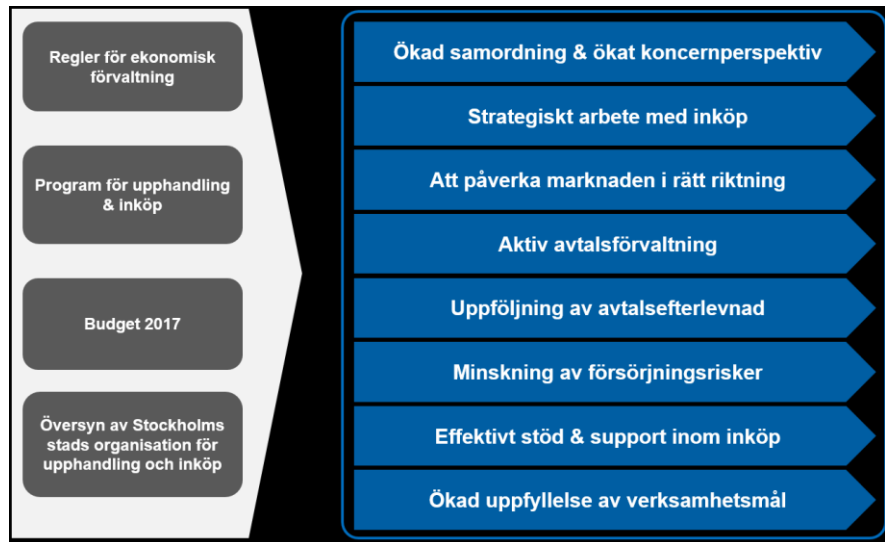 Regler för ekonomisk
förvaltning
Program för upphandling
& inköp
Budget 2017
Översyn av Stockholms
stads organisation för
upphandling och inköp
Ökad samordning & ökat koncernperspektiv
Strategiskt arbete med inköp
Att påverka marknaden i rätt riktning
Aktiv avtalsförvaltning
Uppföljning av avtalsefterlevnad
Minskning av försörjningsrisker
Effektivt stöd & support inom inköp
Ökad uppfyllelse av verksamhetsmål